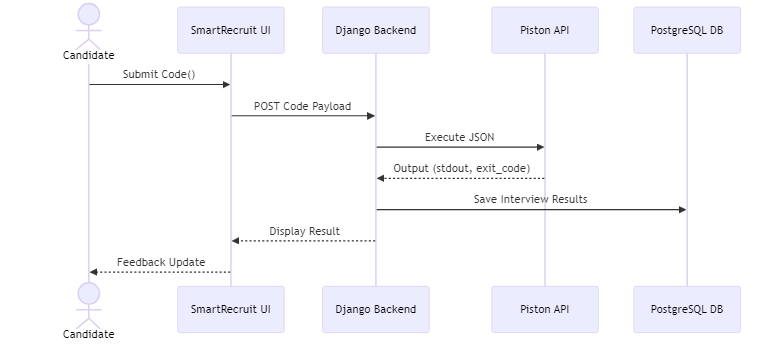 SmartRecruit UI
Django Backend
Piston API
PostgreSQL DB
Candidate
Submit Code()
POST Code Payload
Execute JSON
Output (stdout, exit_code)
Save Interview Results
Display Result
Feedback Update
SmartRecruit UI
Django Backend
Piston API
PostgreSQL DB
Candidate